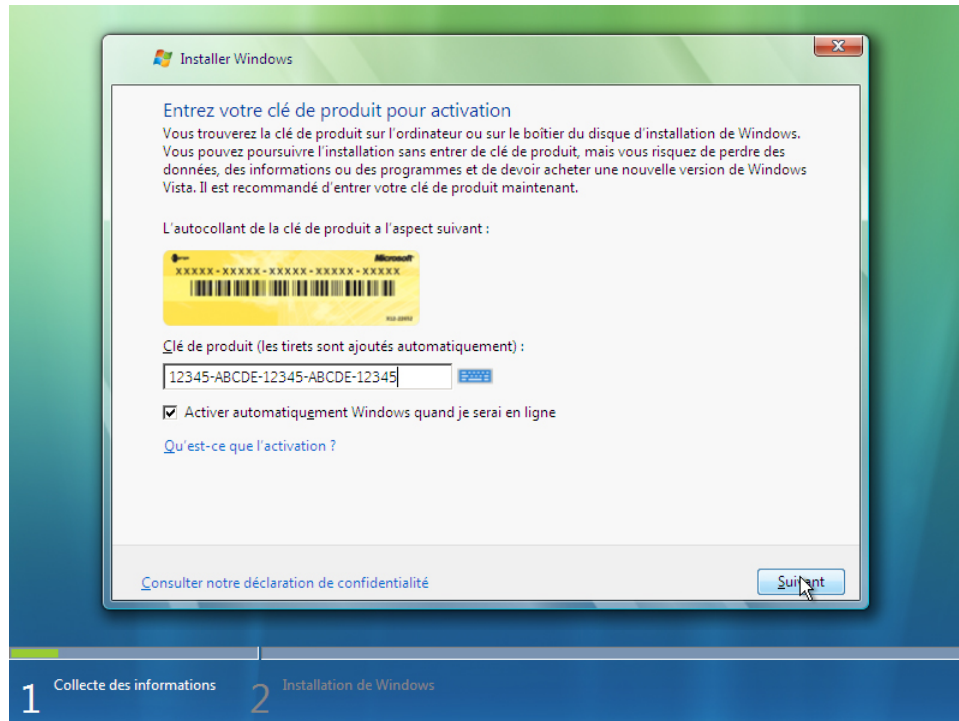 Installer Windows
Entrez votre clé de produit pour activation
Vous trouverez la clé de produit sur l'ordinateur ou sur le boîtier du disque d'installation de Windows.
Vous pouvez poursuivre l'installation sans entrer de clé de produit, mais vous risquez de perdre des
données, des informations ou des programmes et de devoir acheter une nouvelle version de Windows
Vista. Il est recommandé d'entrer votre clé de produit maintenant.
L'autocollant de la clé de produit a l'aspect suivant :
Microsoft
XXXXX-XXXXX-XXXXX-XXXXX-XXXXX
Clé de produit (les tirets sont ajoutés automatiquement) :
12345-ABCDE-12345-ABCDE-12345
Activer automatiquement Windows quand je serai en ligne
Qu'est-ce que l'activation ?
Consulter notre déclaration de confidentialité
Suivant
1 Collecte des informations
2 Installation de Windows